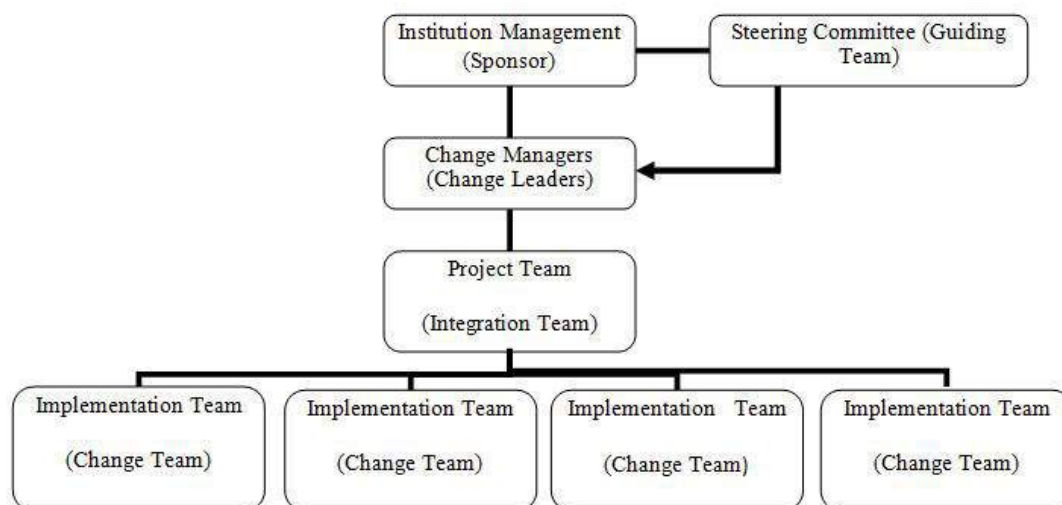 Institution Management
(Sponsor)
Steering Committee (Guiding
Team)
Change Managers
(Change Leaders)
Project Team
(Integration Team)
Implementation Team
(Change Team)
Implementation Team
(Change Team)
Implementation Team
(Change Team)
Implementation Team
(Change Team)